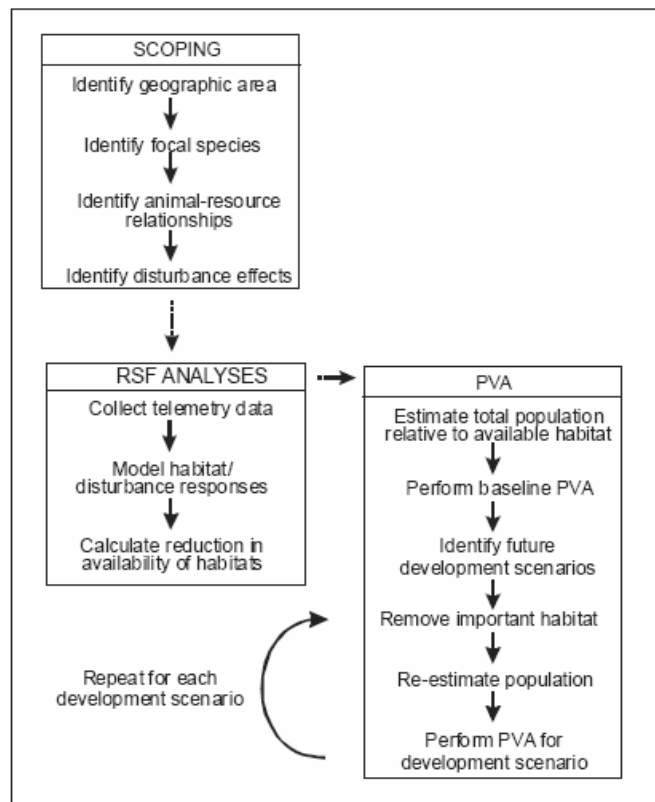 SCOPING
Identify geographic area
Identify focal species
Identify animal-resource
relationships
Identify disturbance effects
RSF ANALYSES
Collect telemetry data
Model habitat/
disturbance responses
Calculate reduction in
availability of habitats
PVA
Estimate total population
relative to available habitat
Perform baseline PVA
Identify future
development scenarios
Remove important habitat
Re-estimate population
Perform PVA for
development scenario
Repeat for each
development scenario